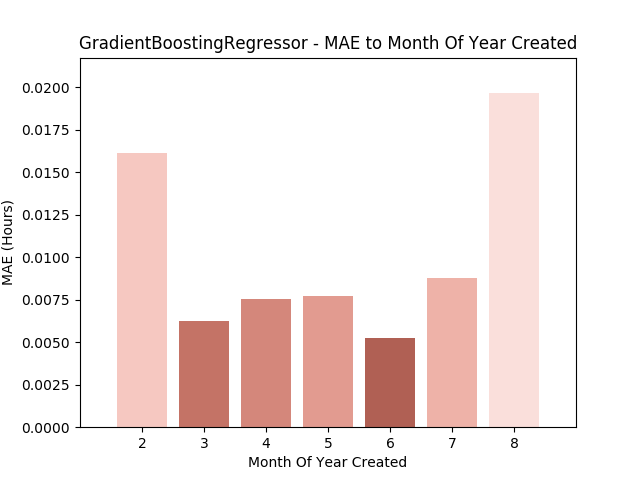 GradientBoostingRegressor - MAE to Month Of Year Created
0.0200
0.0175
0.0150
0.0125
0.0100
0.0075
0.0050
0.0025
0.0000
MAE (Hours)
2 3 4 5 6 7 8
Month Of Year Created